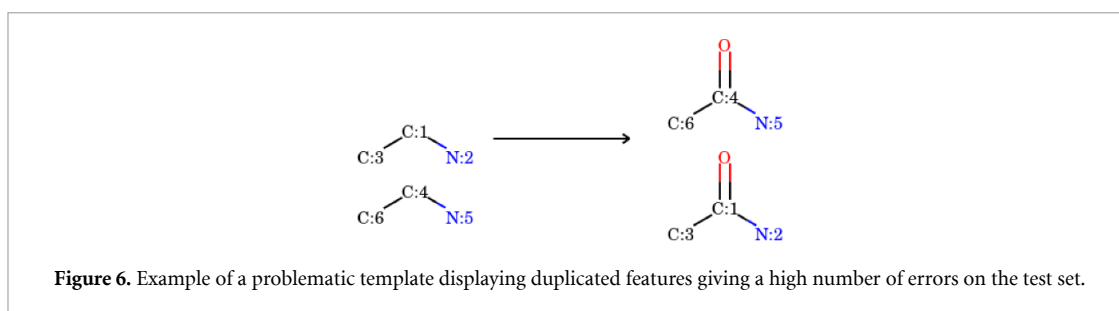 O
C:4
C:6
N:5
C:1
C:3
N:2
C:4
C:6
N:5
O
C:1
C:3
N:2
Figure 6. Example of a problematic template displaying duplicated features giving a high number of errors on the test set.